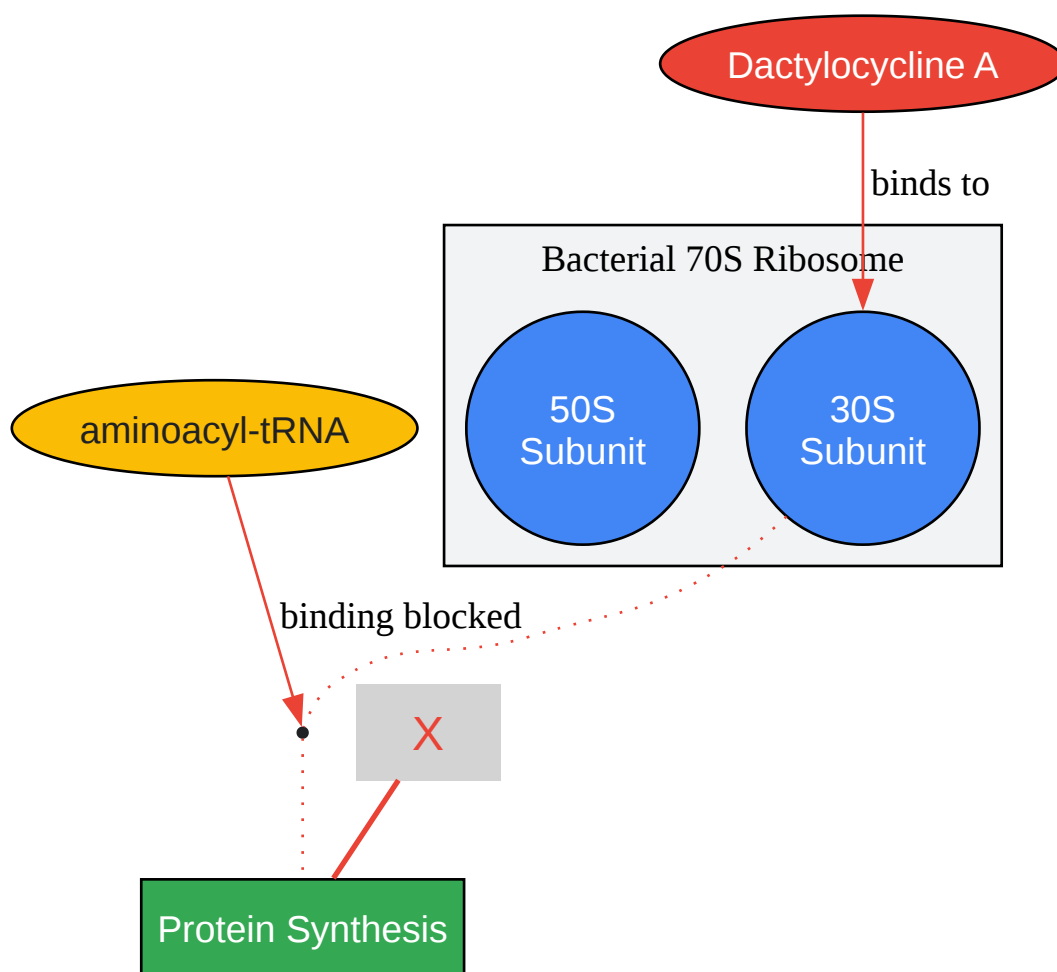 Dactylocycline A
binds to
Bacterial 70S Ribosome
50S
Subunit
30S
Subunit
aminoacyl-tRNA
binding blocked
X
Protein Synthesis